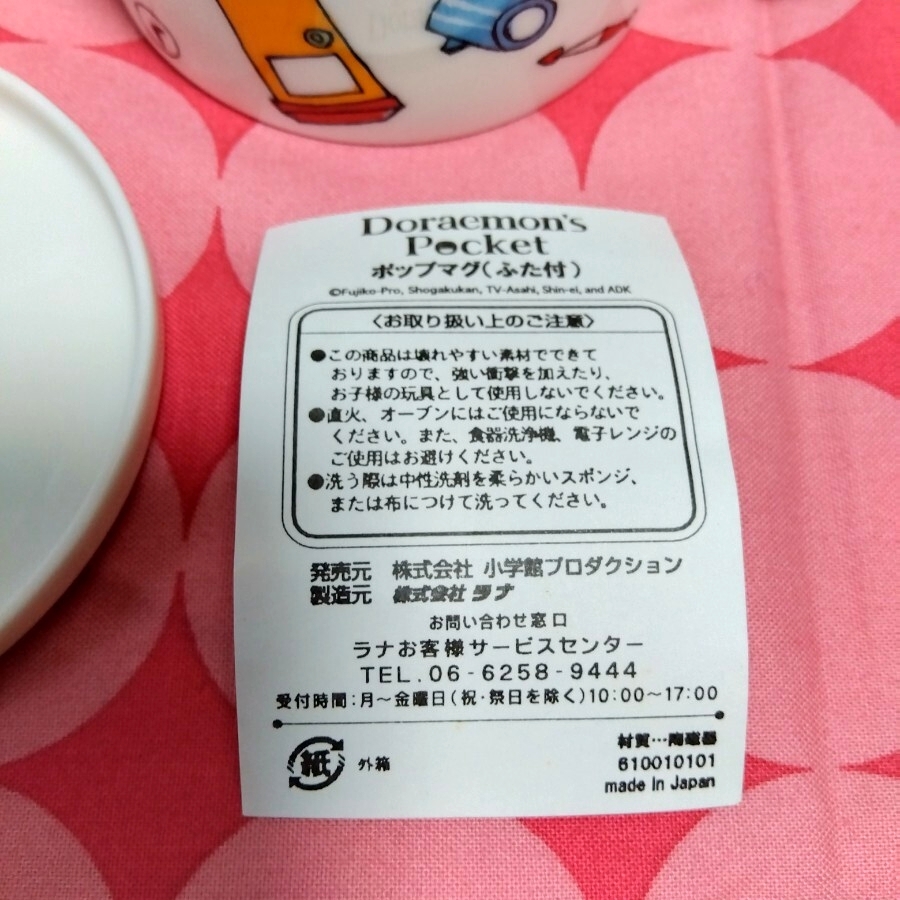 Doraemon's
Pocket
ポップマグ(ふた付)
©Fujiko-Pro, Shogakukan, TV-Asahi, Shin-ei, and ADK
〈お取り扱い上のご注意〉
●この商品は壊れやすい素材でできて
おりますので、強い衝撃を加えたり、
お子様の玩具として使用しないでください。
●直火、オーブンにはご使用にならないで
ください。また、食器洗浄機、電子レンジの
ご使用はお避けください。
●洗う際は中性洗剤を柔らかいスポンジ、
または布につけて洗ってください。
発売元 株式会社 小学館プロダクション
製造元 株式会社 ラナ
お問い合わせ窓口
ラナお客様サービスセンター
TEL.06-6258-9444
受付時間:月〜金曜日(祝・祭日を除く)10:00〜17:00
紙 外箱
材質…陶磁器
610010101
made in Japan